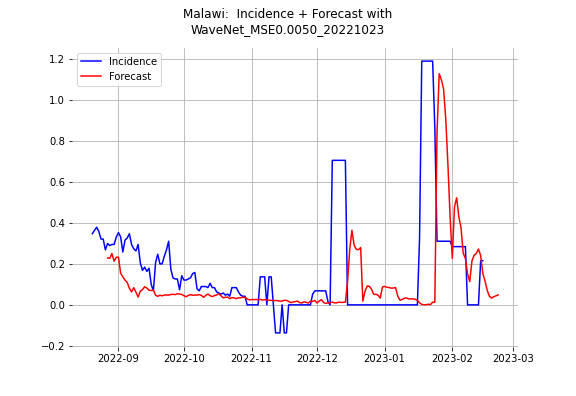 Malawi:  Incidence + Forecast with
WaveNet_MSE0.0050_20221023
Incidence
Forecast
1.2
1.0
0.8
0.6
0.4
0.2
0.0
−0.2
2022-09 2022-10 2022-11 2022-12 2023-01 2023-02 2023-03